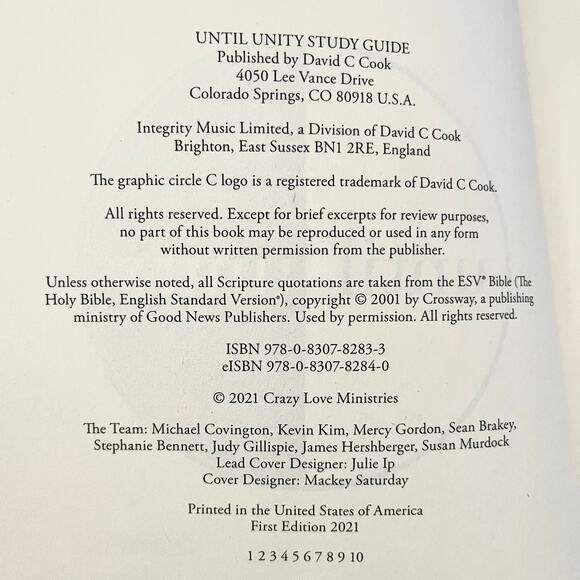 UNTIL UNITY STUDY GUIDE
Published by David C Cook
4050 Lee Vance Drive
Colorado Springs, CO 80918 U.S.A.
Integrity Music Limited, a Division of David C Cook
Brighton, East Sussex BN1 2RE, England
The graphic circle C logo is a registered trademark of David C Cook.
All rights reserved. Except for brief excerpts for review purposes,
no part of this book may be reproduced or used in any form
without written permission from the publisher.
Unless otherwise noted, all Scripture quotations are taken from the ESV® Bible (The
Holy Bible, English Standard Version®), copyright © 2001 by Crossway, a publishing
ministry of Good News Publishers. Used by permission. All rights reserved.
ISBN 978-0-8307-8283-3
eISBN 978-0-8307-8284-0
© 2021 Crazy Love Ministries
The Team: Michael Covington, Kevin Kim, Mercy Gordon, Sean Brakey,
Stephanie Bennett, Judy Gillispie, James Hershberger, Susan Murdock
Lead Cover Designer: Julie Ip
Cover Designer: Mackey Saturday
Printed in the United States of America
First Edition 2021
1 2 3 4 5 6 7 8 9 10